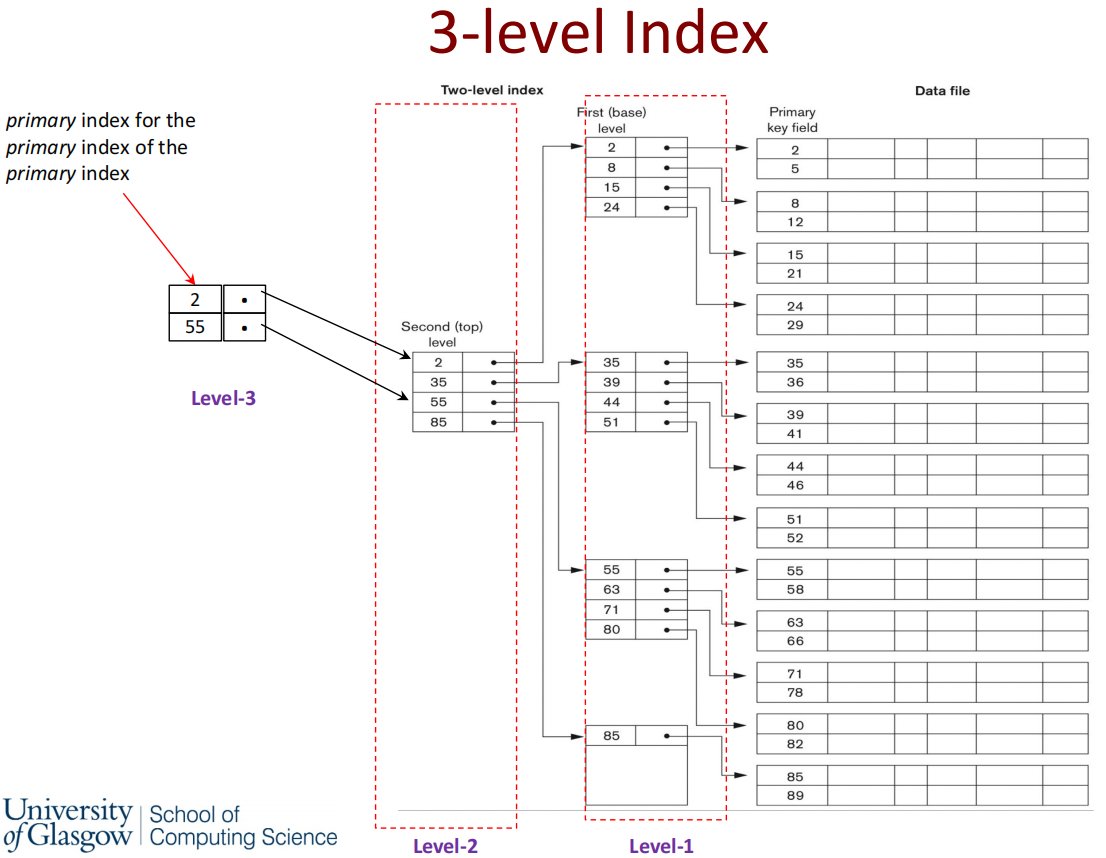 3-level Index
Two-level index
Data file
primary index for the
primary index of the
primary index
First (base)
level
Primary
key field
2
8
15
24
2
5
8
12
15
21
24
29
2
55
Level-3
Second (top)
level
2
35
55
85
35
39
44
51
35
36
39
41
44
46
51
52
55
63
71
80
55
58
63
66
71
78
80
82
85
85
89
University
of Glasgow
School of
Computing Science
Level-2
Level-1